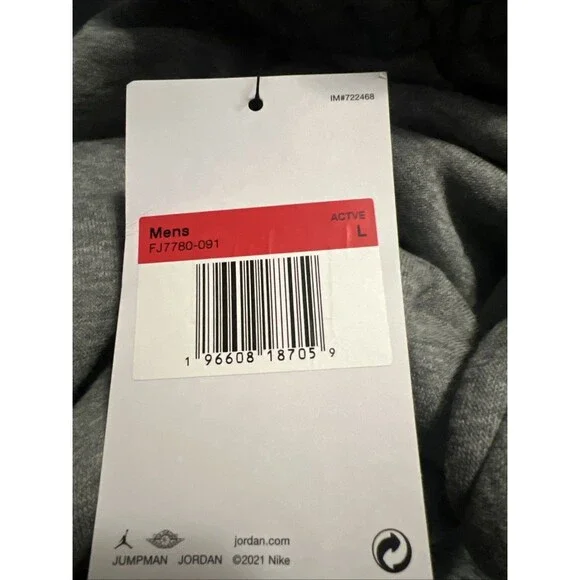 IM#722468
Mens
ACTVE
FJ7780-091
L
1 96608 18705 9
jordan.com
JUMPMAN JORDAN ©2021 Nike